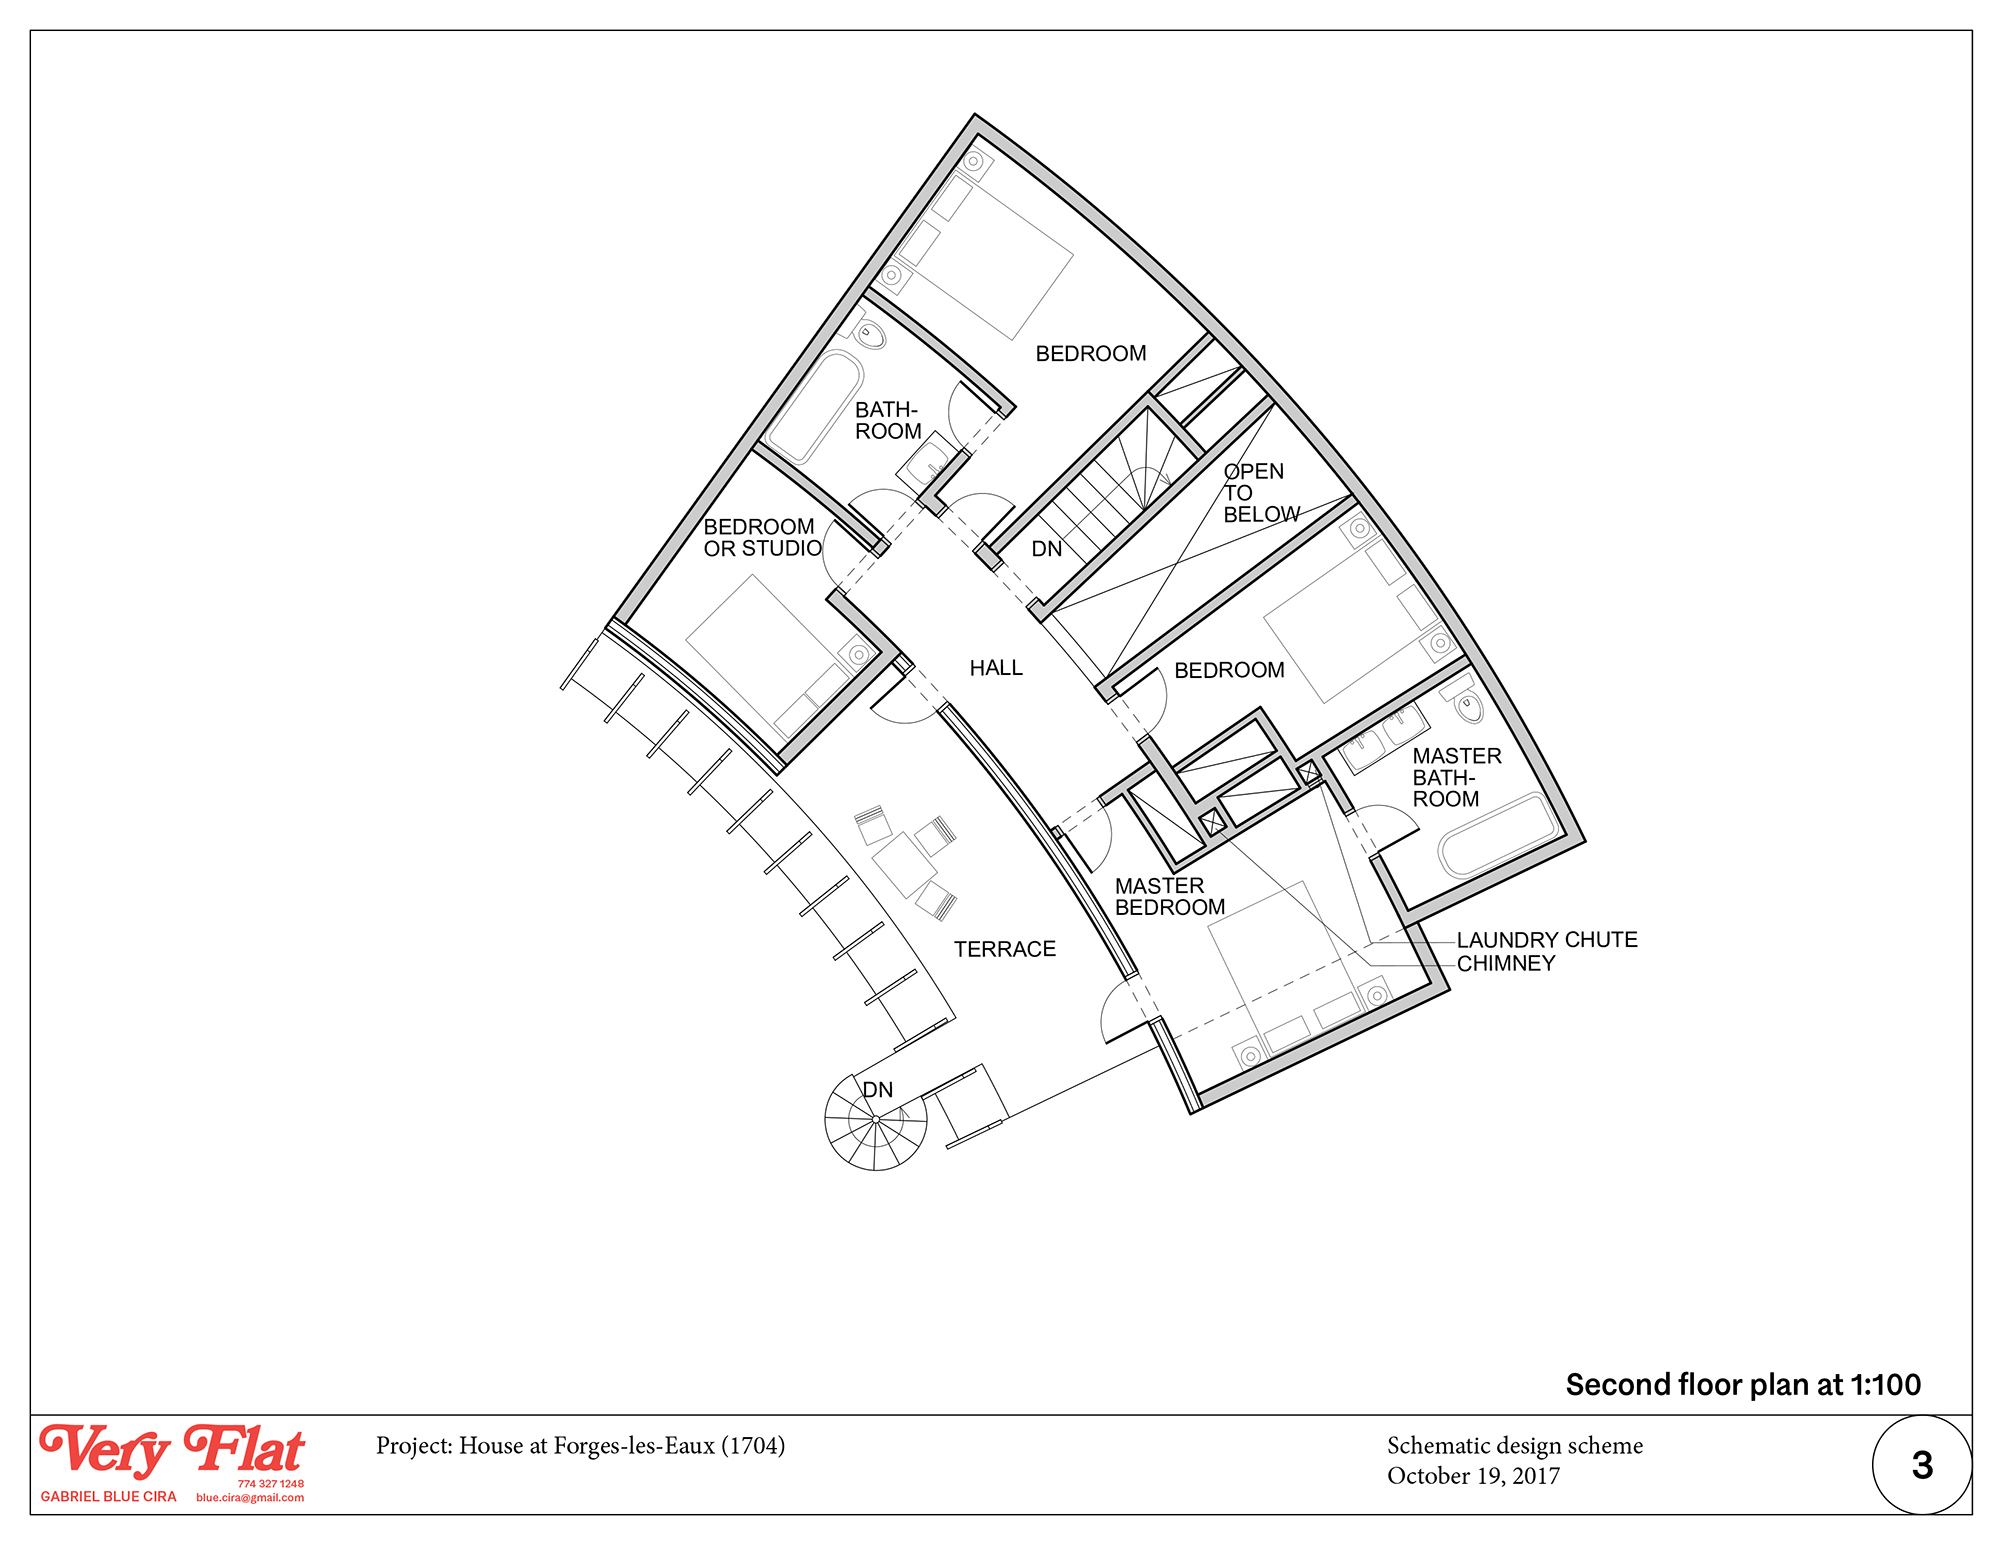 BEDROOM
BATH-
ROOM
OPEN
TO
BELOW
BEDROOM
OR STUDIO
DN
HALL
BEDROOM
MASTER
BATH-
ROOM
MASTER
BEDROOM
TERRACE
LAUNDRY CHUTE
CHIMNEY
DN
Second floor plan at 1:100
Very Flat
774 327 1248
GABRIEL BLUE CIRA blue.cira@gmail.com
Project: House at Forges-les-Eaux (1704)
Schematic design scheme
October 19, 2017
3